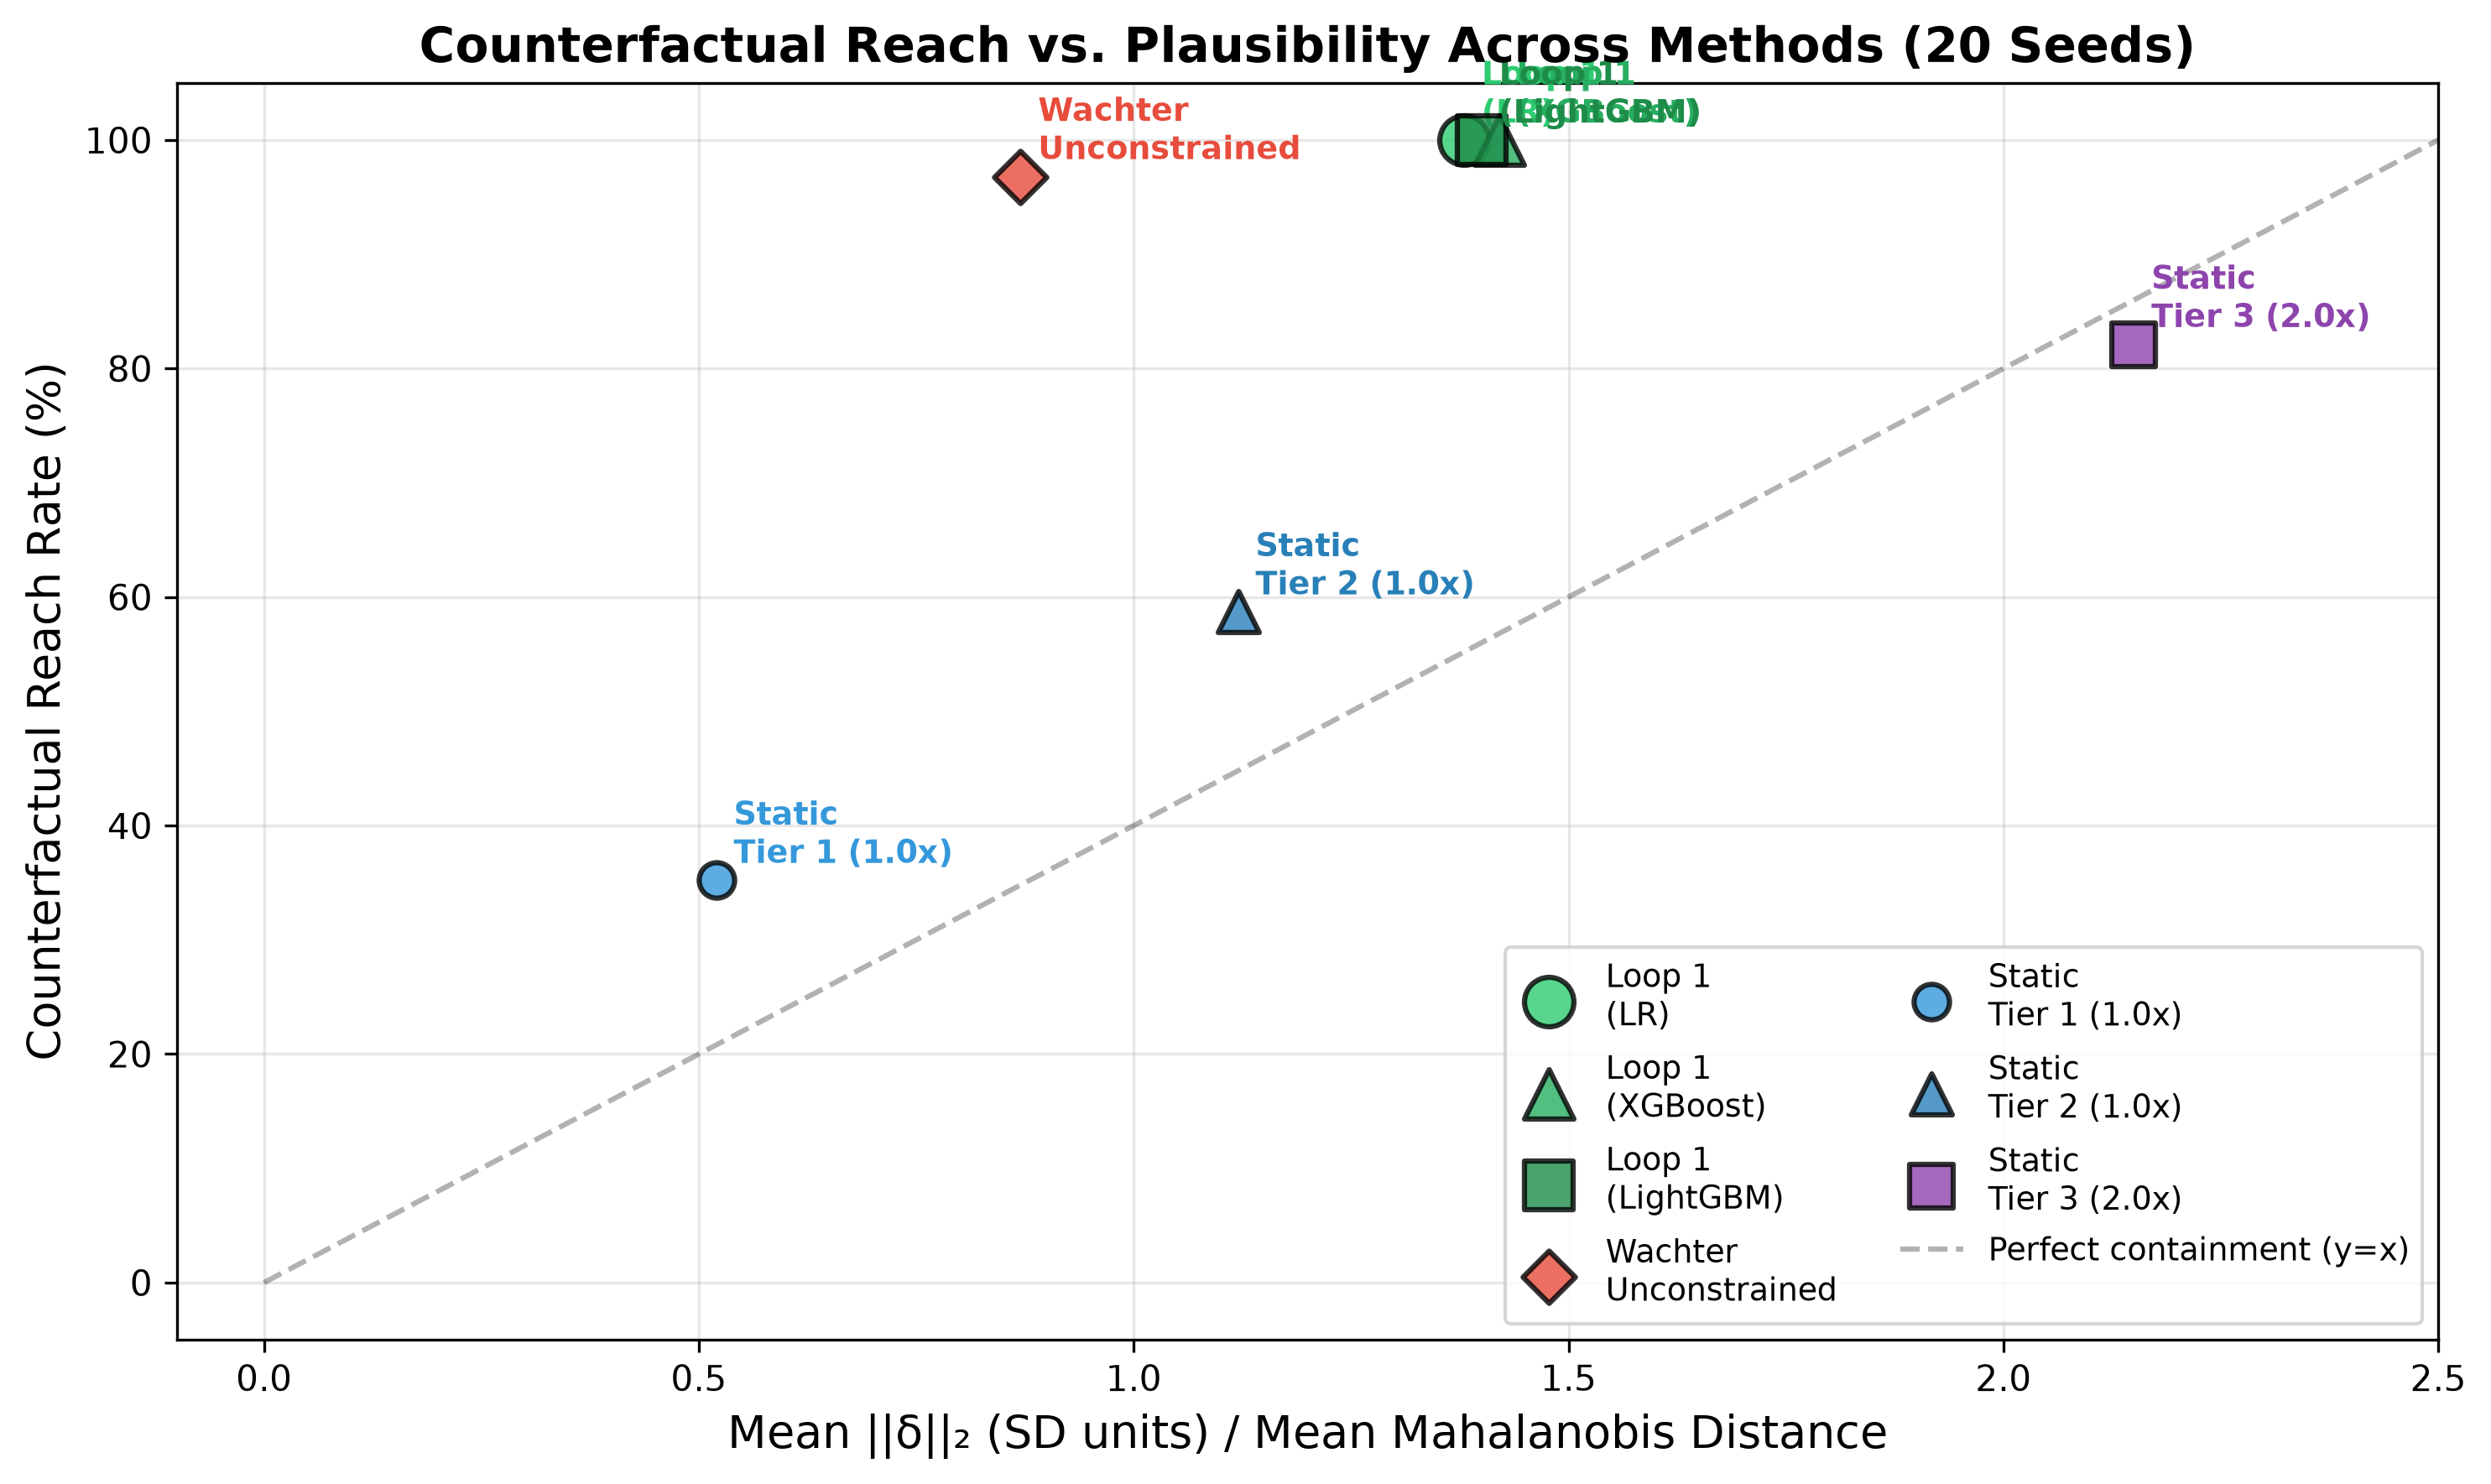 Counterfactual Reach vs. Plausibility Across Methods (20 Seeds)
Loop 1
(LightGBM)
Wachter
Unconstrained
Static
Tier 3 (2.0x)
Static
Tier 2 (1.0x)
Static
Tier 1 (1.0x)
Counterfactual Reach Rate (%)
100
80
60
40
20
0
0.0 0.5 1.0 1.5 2.0 2.5
Mean ||δ||₂ (SD units) / Mean Mahalanobis Distance
Loop 1
(LR)
Loop 1
(XGBoost)
Loop 1
(LightGBM)
Wachter
Unconstrained
Static
Tier 1 (1.0x)
Static
Tier 2 (1.0x)
Static
Tier 3 (2.0x)
Perfect containment (y=x)